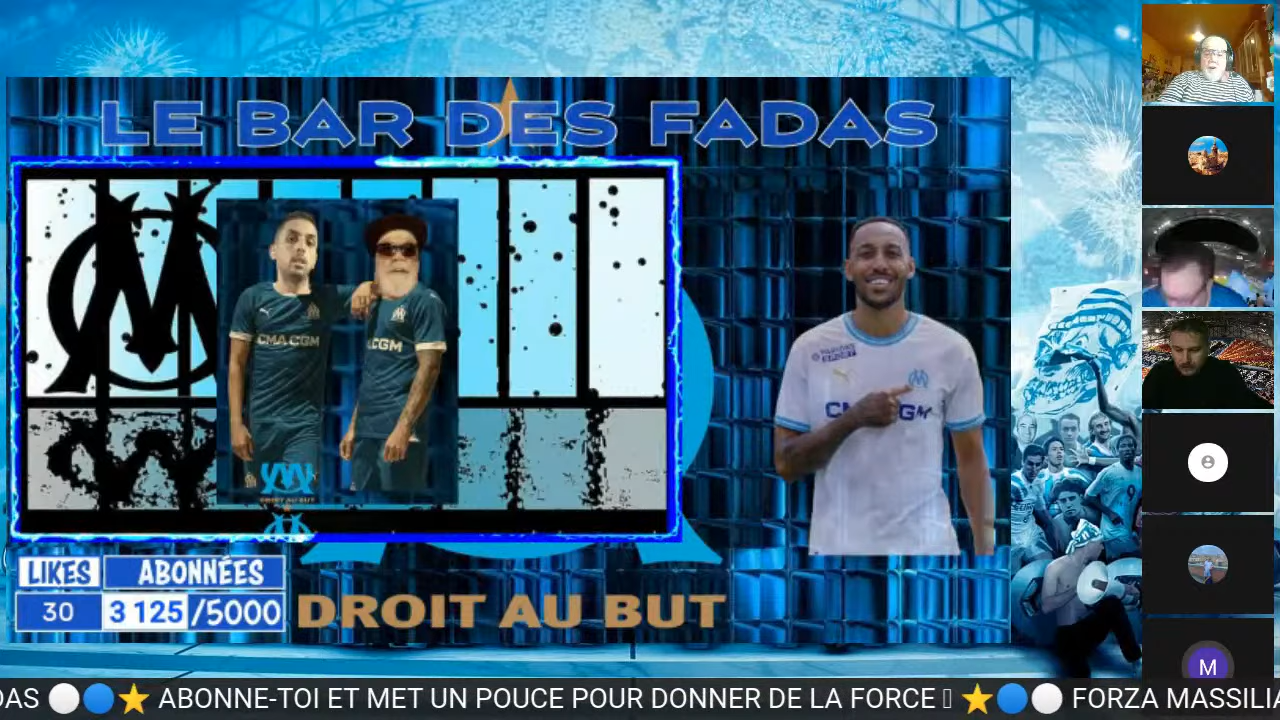 LE BAR DES FADAS
CMA CGM
CGM
PARIONS
DROIT AU BUT
LIKES
ABONNÉES
30
3 125 /5000
DROIT AU BUT
M
DAS ⚪🔵⭐ ABONNE-TOI ET MET UN POUCE POUR DONNER DE LA FORCE ⭐🔵⚪ FORZA MASSILIA